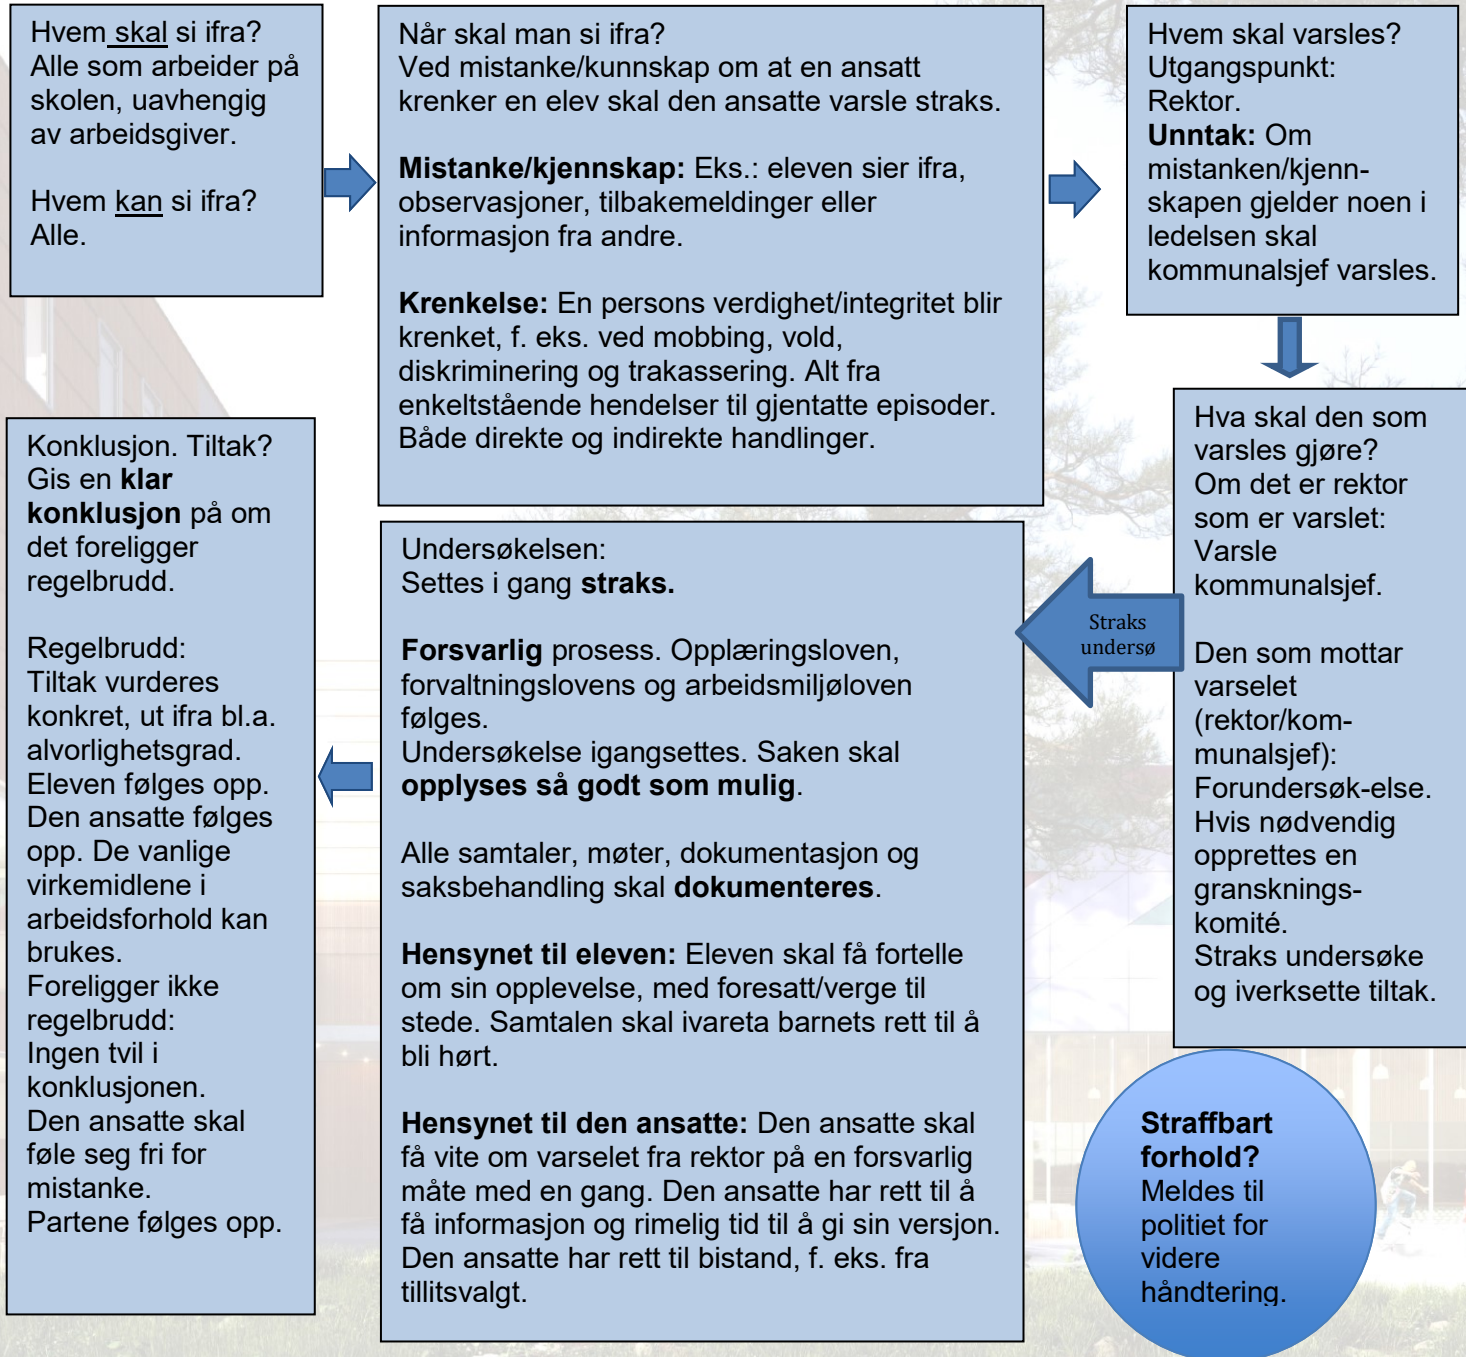 Hvem skal si ifra?
Alle som arbeider på
skolen, uavhengig
av arbeidsgiver.
Hvem kan si ifra?
Alle.
Når skal man si ifra?
Ved mistanke/kunnskap om at en ansatt
krenker en elev skal den ansatte varsle straks.
Mistanke/kjennskap: Eks.: eleven sier ifra,
observasjoner, tilbakemeldinger eller
informasjon fra andre.
Krenkelse: En persons verdighet/integritet blir
krenket, f. eks. ved mobbing, vold,
diskriminering og trakassering. Alt fra
enkeltstående hendelser til gjentatte episoder.
Både direkte og indirekte handlinger.
Hvem skal varsles?
Utgangspunkt:
Rektor.
Unntak: Om
mistanken/kjenn-
skapen gjelder noen i
ledelsen skal
kommunalsjef varsles.
Hva skal den som
varsles gjøre?
Om det er rektor
som er varslet:
Varsle
kommunalsjef.
Den som mottar
varselet
(rektor/kom-
munalsjef):
Forundersøk-else.
Hvis nødvendig
opprettes en
gransknings-
komité.
Straks undersøke
og iverksette tiltak.
Straks
undersø
Undersøkelsen:
Settes i gang straks.
Forsvarlig prosess. Opplæringsloven,
forvaltningslovens og arbeidsmiljøloven
følges.
Undersøkelse igangsettes. Saken skal
opplyses så godt som mulig.
Alle samtaler, møter, dokumentasjon og
saksbehandling skal dokumenteres.
Hensynet til eleven: Eleven skal få fortelle
om sin opplevelse, med foresatt/verge til
stede. Samtalen skal ivareta barnets rett til å
bli hørt.
Hensynet til den ansatte: Den ansatte skal
få vite om varselet fra rektor på en forsvarlig
måte med en gang. Den ansatte har rett til å
få informasjon og rimelig tid til å gi sin versjon.
Den ansatte har rett til bistand, f. eks. fra
tillitsvalgt.
Konklusjon. Tiltak?
Gis en klar
konklusjon på om
det foreligger
regelbrudd.
Regelbrudd:
Tiltak vurderes
konkret, ut ifra bl.a.
alvorlighetsgrad.
Eleven følges opp.
Den ansatte følges
opp. De vanlige
virkemidlene i
arbeidsforhold kan
brukes.
Foreligger ikke
regelbrudd:
Ingen tvil i
konklusjonen.
Den ansatte skal
føle seg fri for
mistanke.
Partene følges opp.
Straffbart
forhold?
Meldes til
politiet for
videre
håndtering.